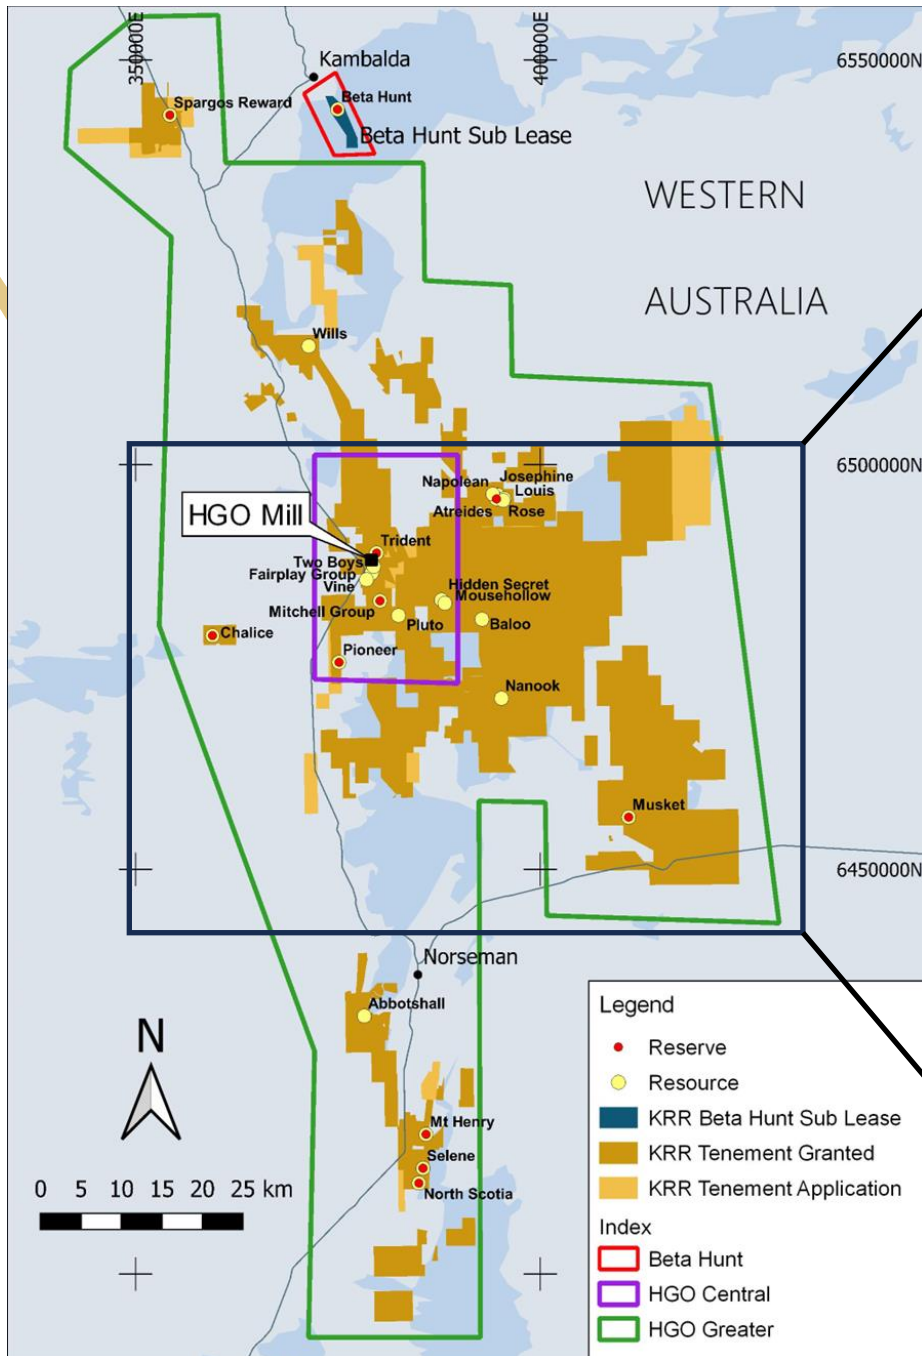 350000E
400000E
6550000N
Kambalda
Spargos Reward
Beta Hunt
Beta Hunt Sub Lease
WESTERN
AUSTRALIA
Wills
6500000N
Napolean
Josephine
Louis
Atreides
Rose
HGO Mill
Trident
Two Boys
Fairplay Group
Vine
Hidden Secret
Mousehollow
Mitchell Group
Pluto
Baloo
Chalice
Pioneer
Nanook
Musket
6450000N
Norseman
Abbotshall
N
Mt Henry
Selene
North Scotia
0 5 10 15 20 25 km
Legend
Reserve
Resource
KRR Beta Hunt Sub Lease
KRR Tenement Granted
KRR Tenement Application
Index
Beta Hunt
HGO Central
HGO Greater